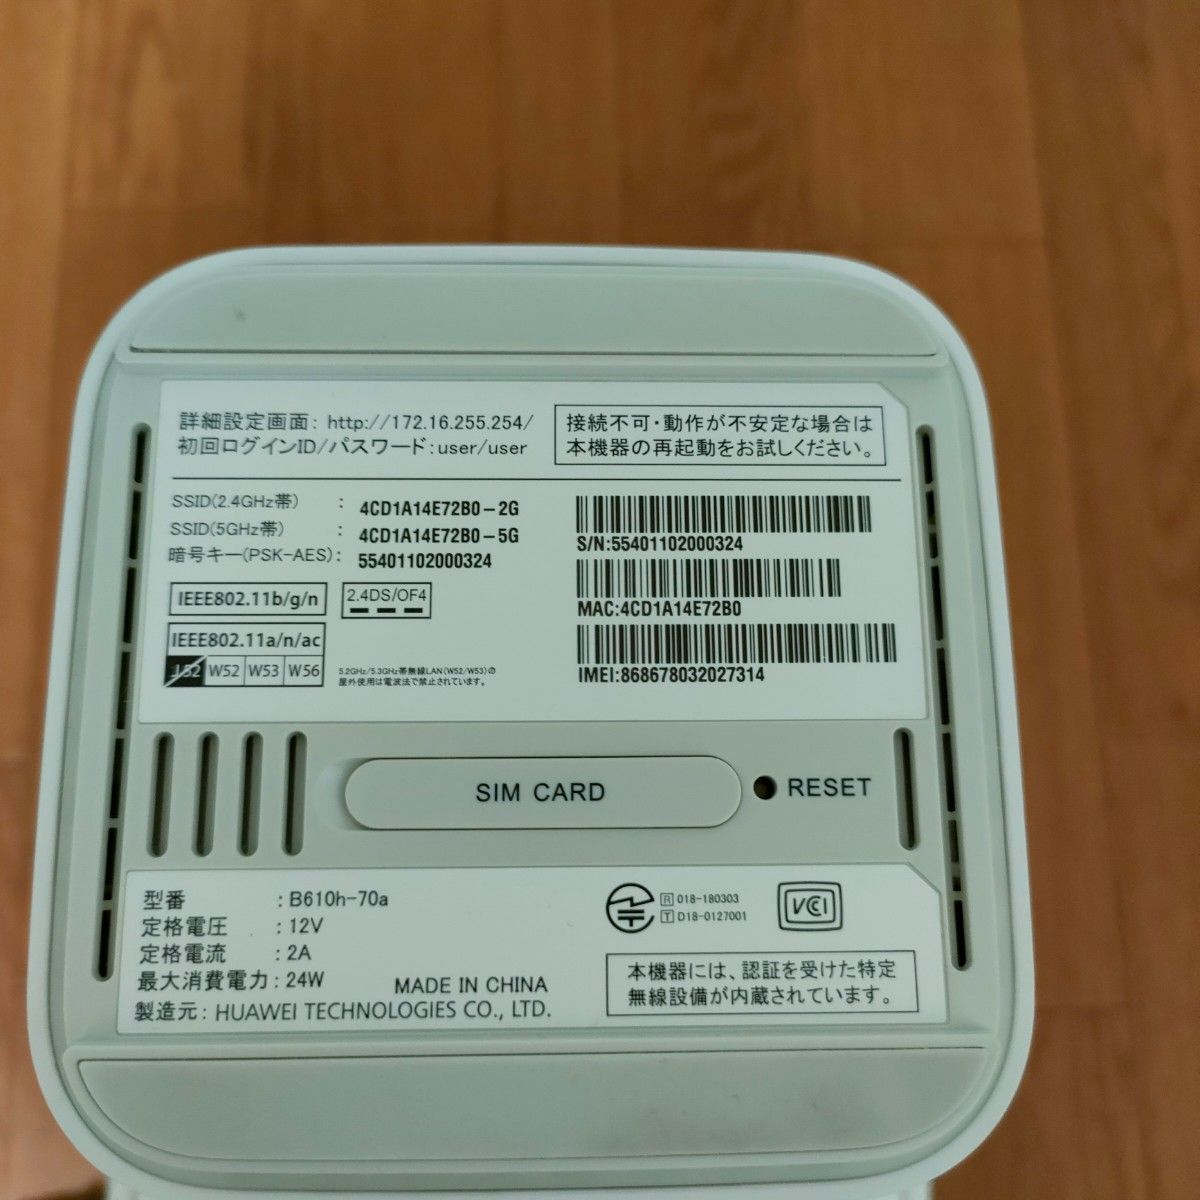 詳細設定画面: http://172.16.255.254/
初回ログインID/パスワード:user/user
接続不可・動作が不安定な場合は
本機器の再起動をお試しください。
SSID(2.4GHz帯) : 4CD1A14E72B0-2G
SSID(5GHz帯) : 4CD1A14E72B0-5G
暗号キー(PSK-AES): 55401102000324
IEEE802.11b/g/n
2.4DS/OF4
IEEE802.11a/n/ac
J52 W52 W53 W56
5.2GHz/5.3GHz帯無線LAN(W52/W53)の
屋外使用は電波法で禁止されています。
S/N:55401102000324
MAC:4CD1A14E72B0
IMEI:868678032027314
SIM CARD
RESET
型番 :B610h-70a
定格電圧 :12V
定格電流 :2A
最大消費電力:24W
MADE IN CHINA
製造元: HUAWEI TECHNOLOGIES CO., LTD.
R 018-180303
T D18-0127001
VCCI
本機器には、認証を受けた特定
無線設備が内蔵されています。